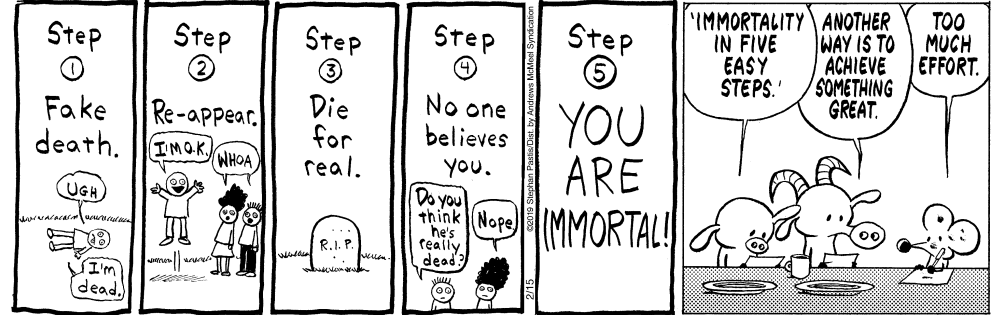 Step
1
Fake
death.
UGH
I'm
dead.
Step
2
Re-appear.
I'M O.K.
WHOA
Step
3
Die
for
real.
R.I.P.
Step
4
No one
believes
you.
Do you
think
he's
really
dead?
Nope.
©2019 Stephan Pastis/Dist. by Andrews McMeel Syndication
2/15
Step
5
YOU
ARE
IMMORTAL!
'IMMORTALITY
IN FIVE
EASY
STEPS.'
ANOTHER
WAY IS TO
ACHIEVE
SOMETHING
GREAT.
TOO
MUCH
EFFORT.